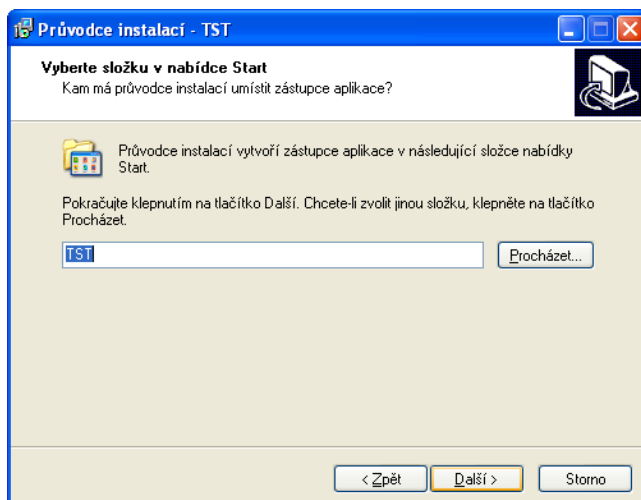 Průvodce instalací - TST
Vyberte složku v nabídce Start
Kam má průvodce instalací umístit zástupce aplikace?
Průvodce instalací vytvoří zástupce aplikace v následující složce nabídky
Start.
Pokračujte klepnutím na tlačítko Další. Chcete-li zvolit jinou složku, klepněte na tlačítko
Procházet.
TST
Procházet...
< Zpět
Další >
Storno